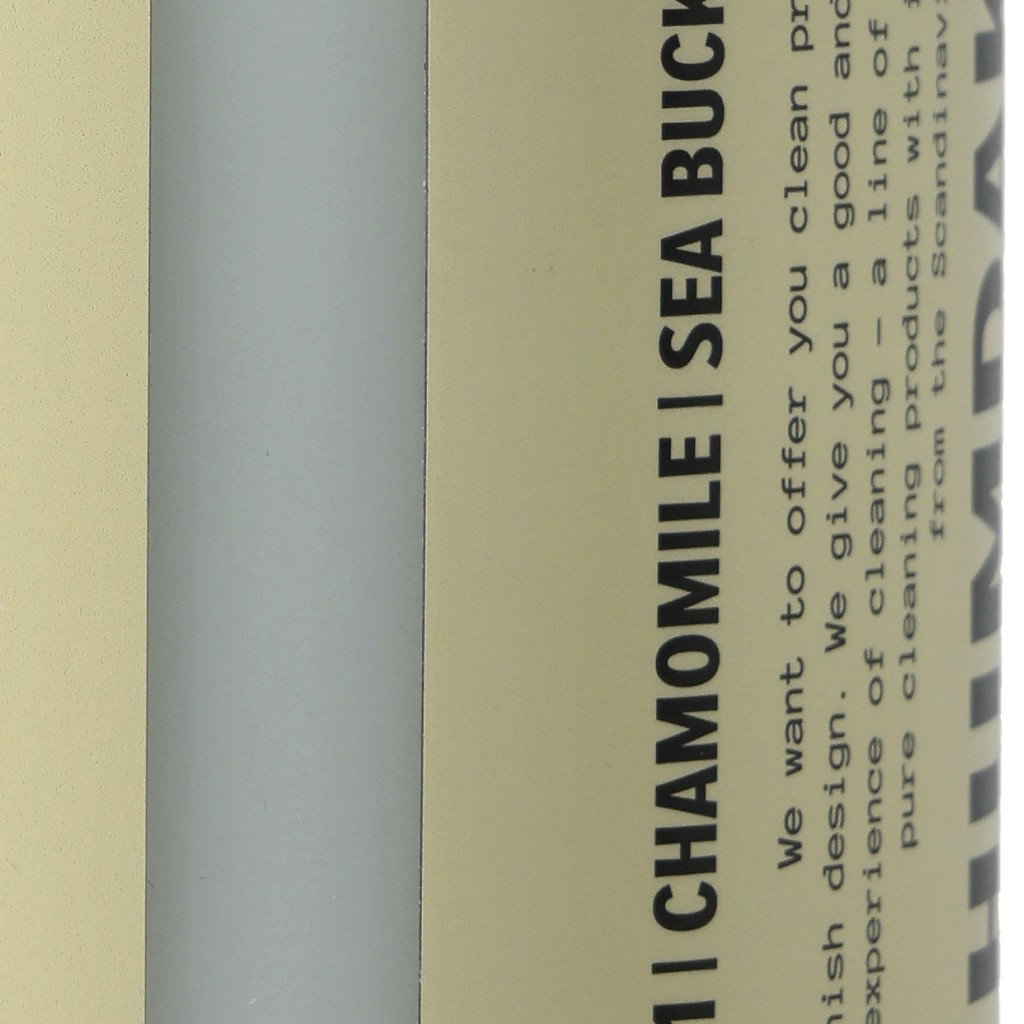 I CHAMOMILE I SEA BUCK
We want to offer you clean pr
nish design. We give you a good and
experience of cleaning – a line of
pure cleaning products with
from the Scandinav
HUMDAK